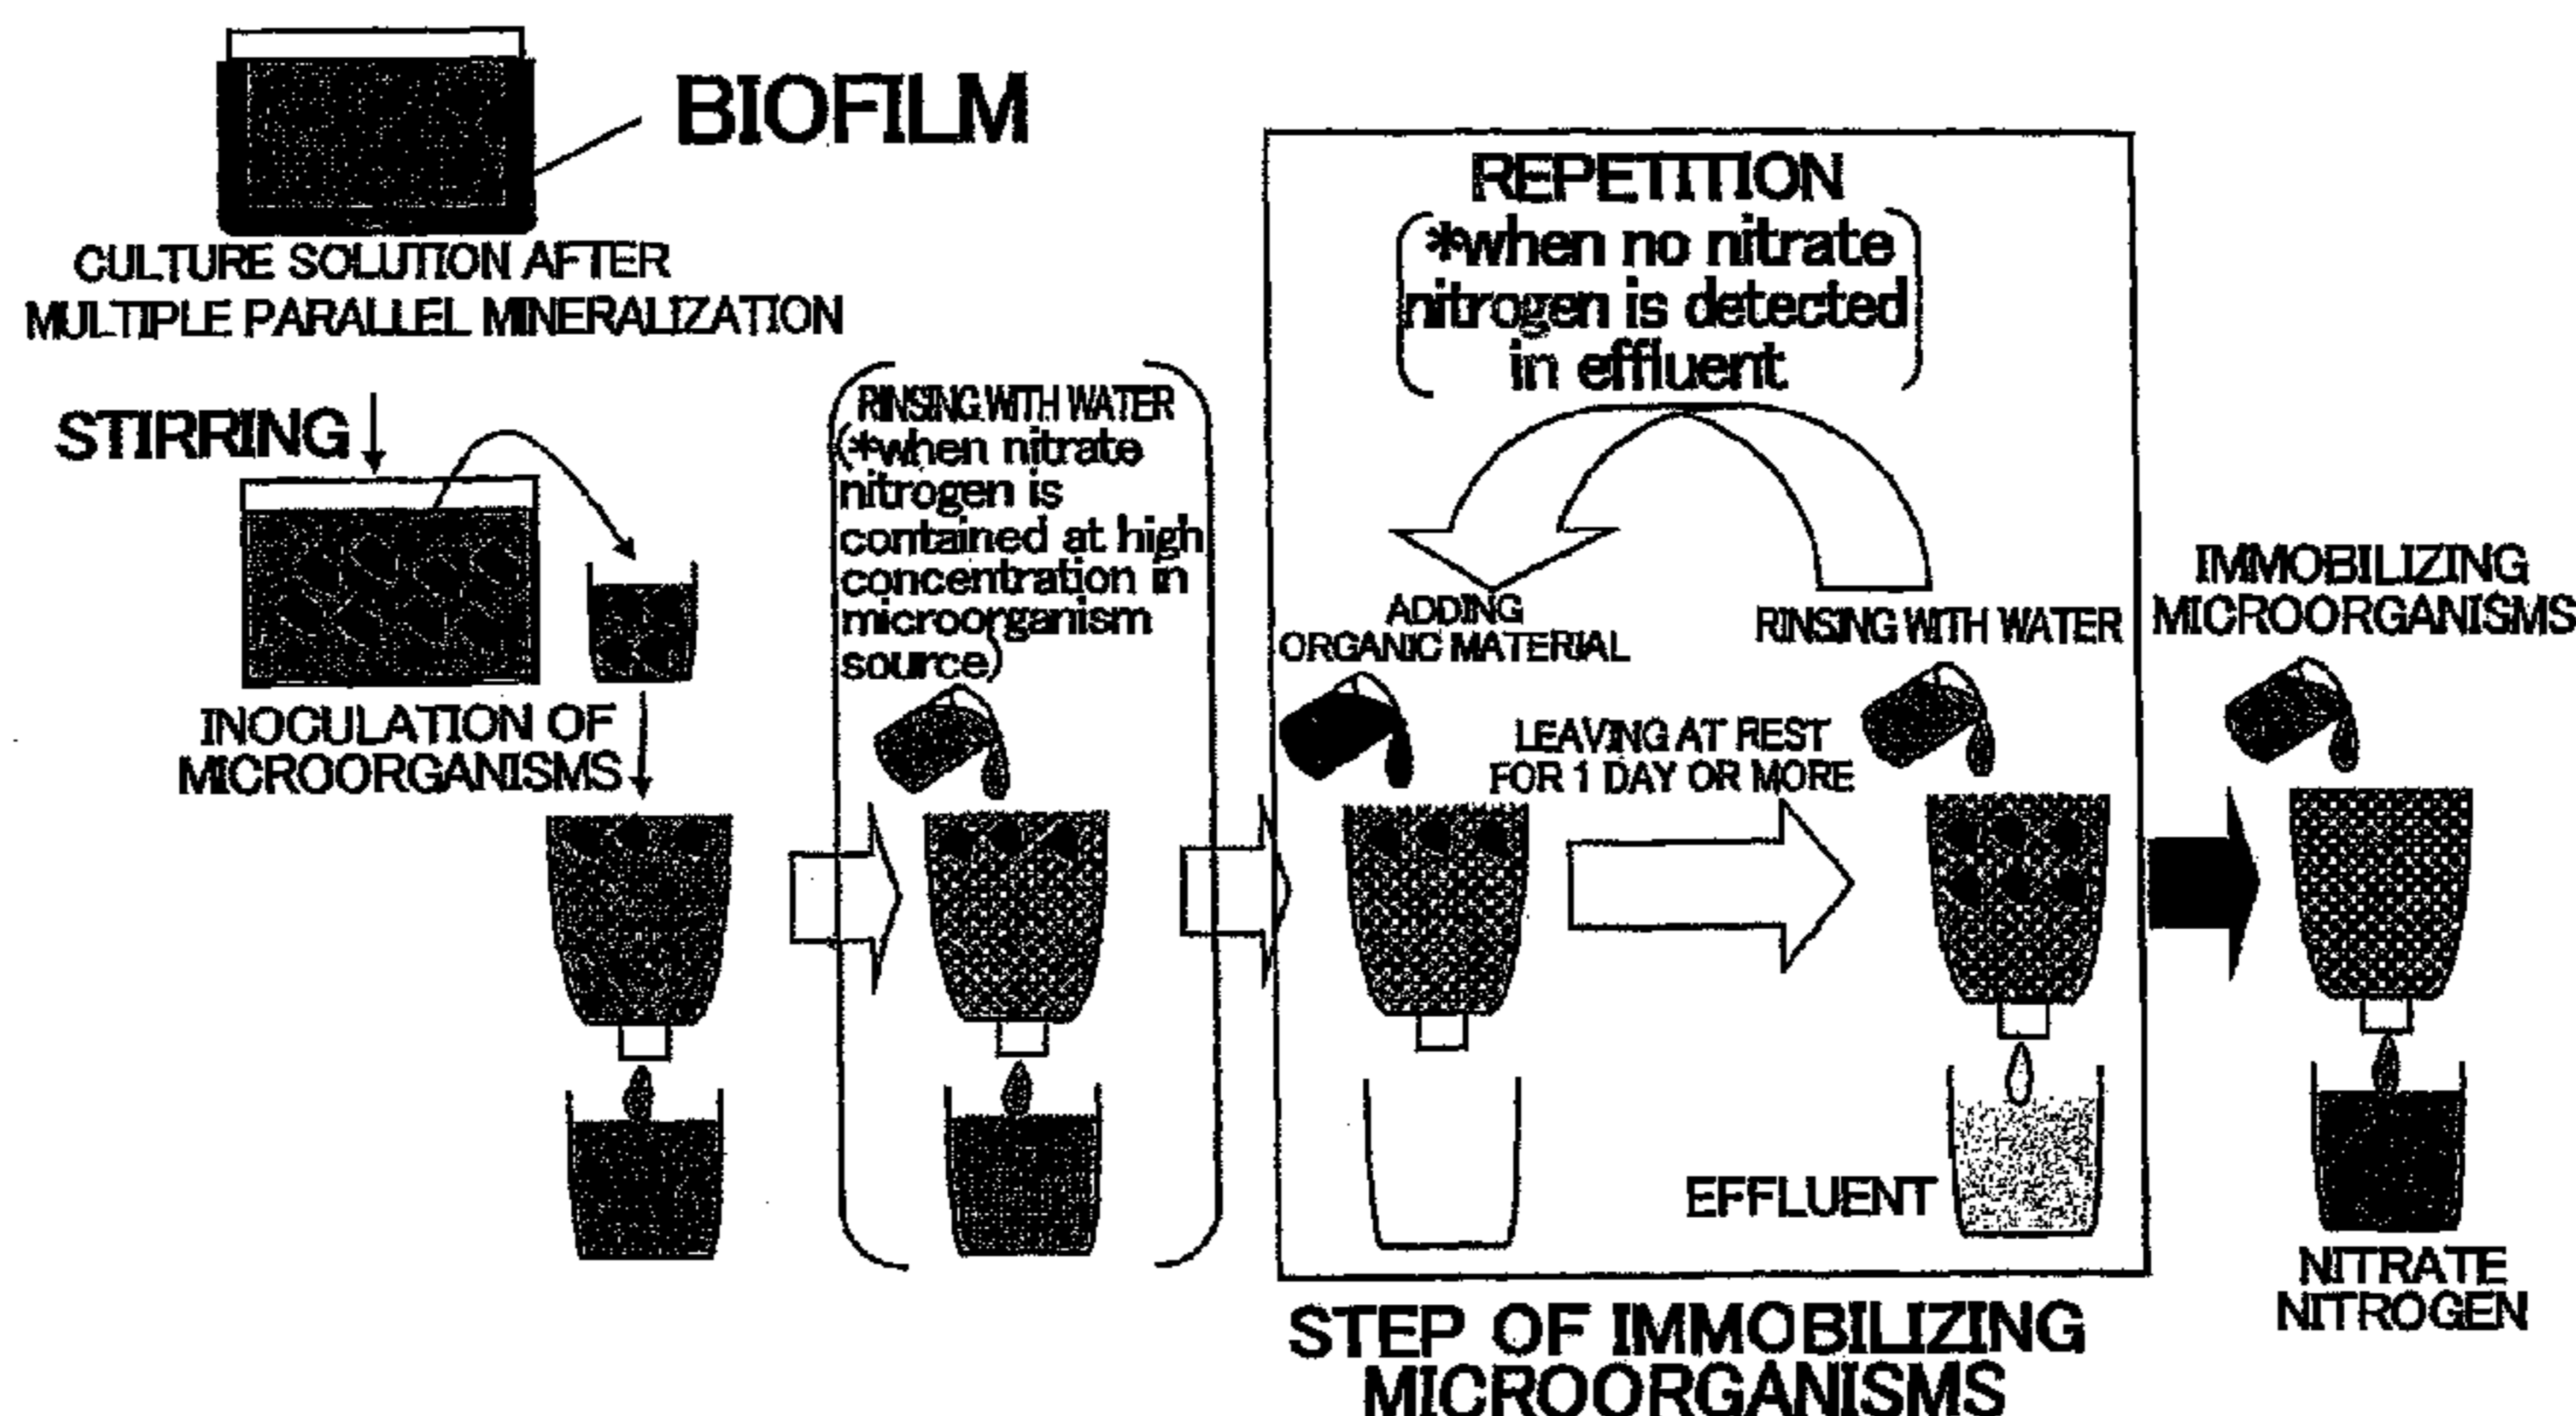 BIOFILM
CULTURE SOLUTION AFTER
MULTIPLE PARALLEL MINERALIZATION
STIRRING
INOCULATION OF
MICROORGANISMS
RINSING WITH WATER
(*when nitrate
nitrogen is
contained at high
concentration in
microorganism
source)
REPETITION
*when no nitrate
nitrogen is detected
in effluent
ADDING
ORGANIC MATERIAL
LEAVING AT REST
FOR 1 DAY OR MORE
RINSING WITH WATER
EFFLUENT
STEP OF IMMOBILIZING
MICROORGANISMS
IMMOBILIZING
MICROORGANISMS
NITRATE
NITROGEN